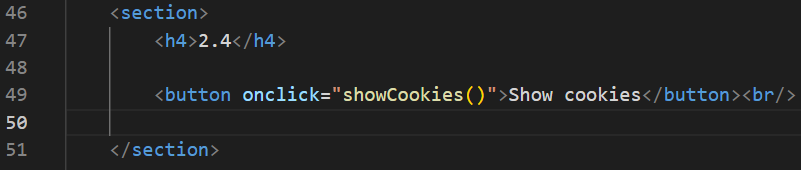 46 <section>
47 <h4>2.4</h4>
48
49 <button onclick="showCookies()">Show cookies</button><br/>
50
51 </section>